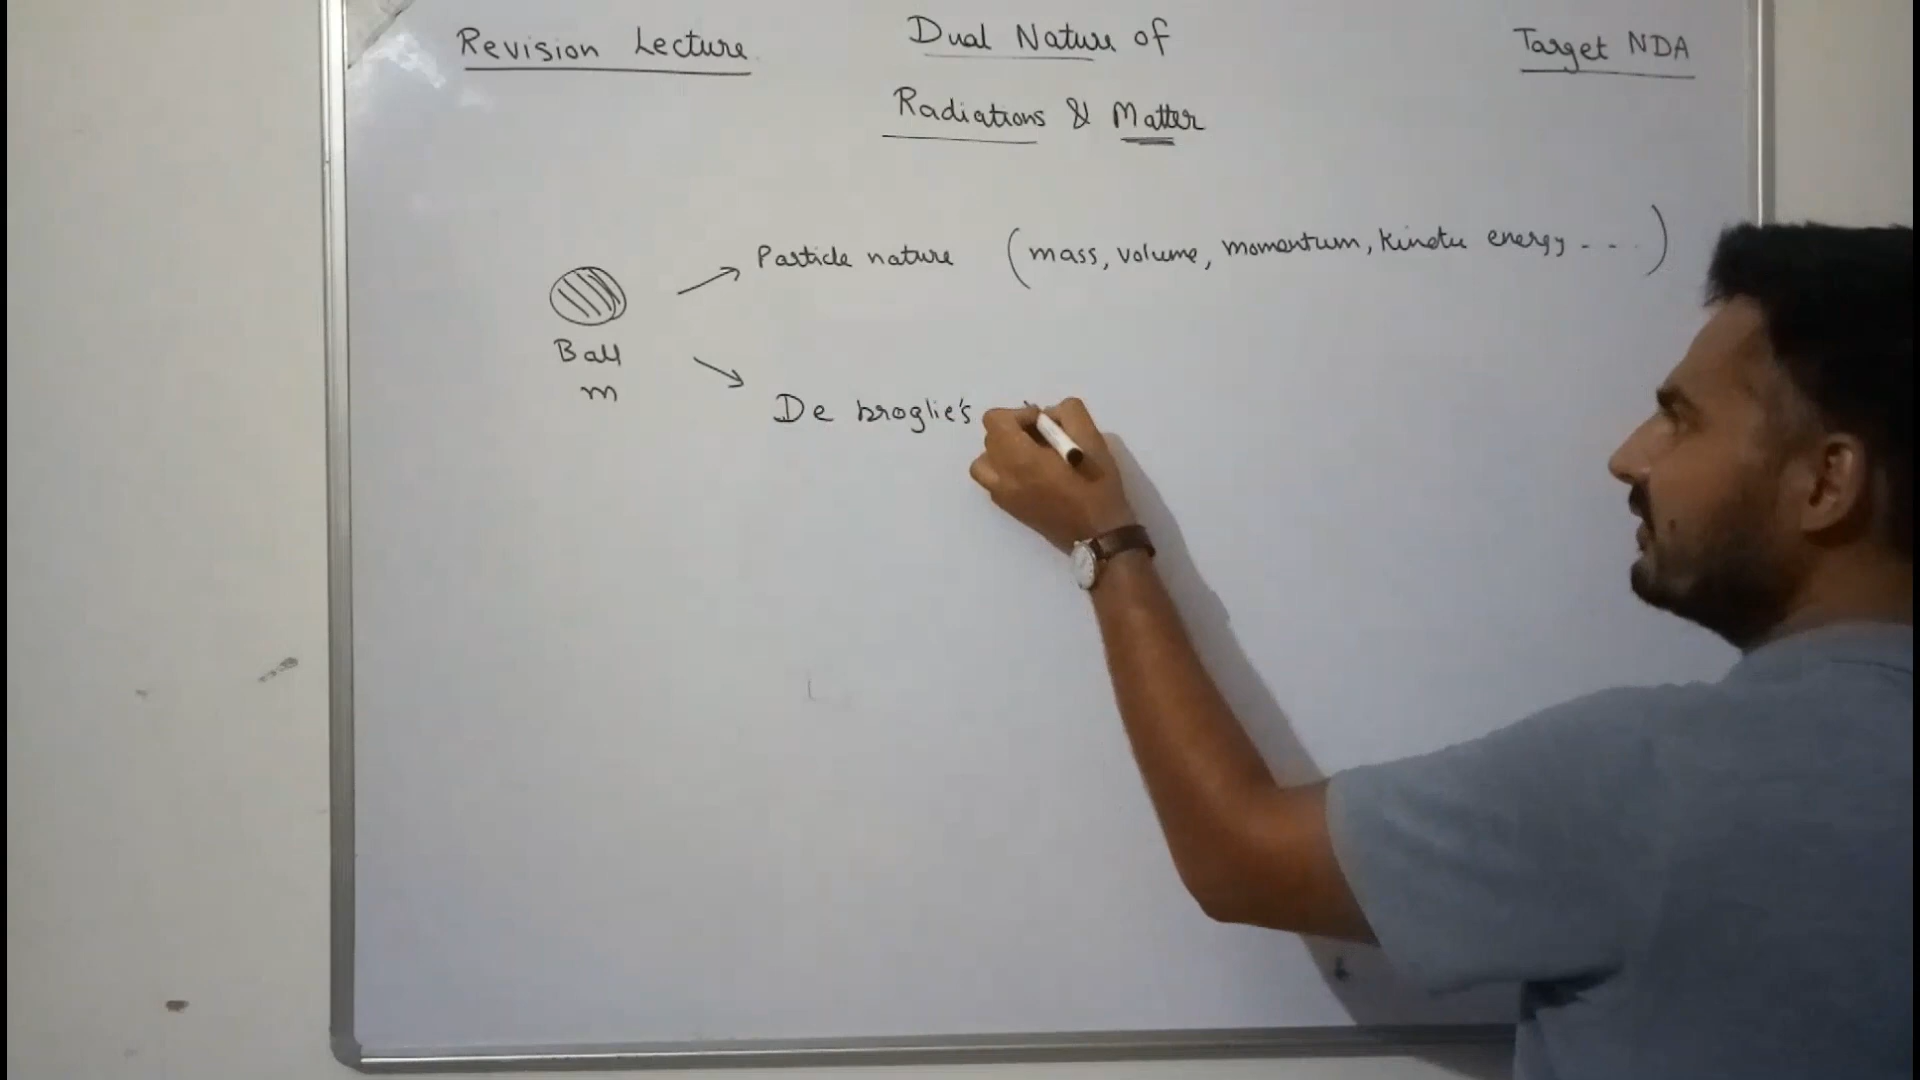 Revision Lecture
Dual Nature of
Radiations & Matter
Target NDA
Particle nature (mass, volume, momentum, kinetic energy - - - )
Ball
m
De broglie's